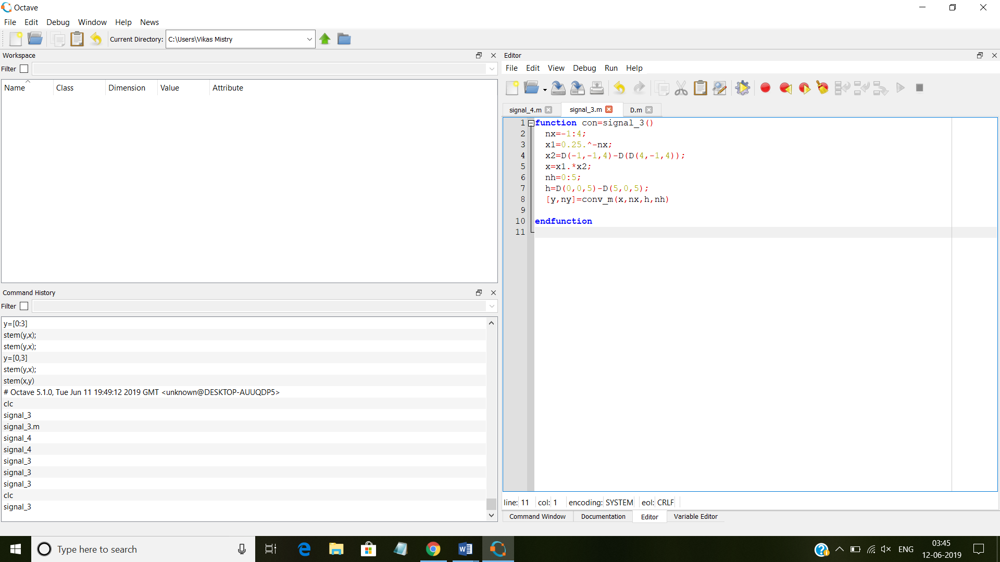 Octave
File Edit Debug Window Help News
Current Directory: C:\Users\Vikas Mistry
Workspace
Filter
Name Class Dimension Value Attribute
Command History
Filter
y=[0:3]
stem(y,x);
stem(y,x);
y=[0,3]
stem(y,x);
stem(x,y)
# Octave 5.1.0, Tue Jun 11 19:49:12 2019 GMT <unknown@DESKTOP-AUUQDP5>
clc
signal_3
signal_3.m
signal_4
signal_4
signal_3
signal_3
signal_3
clc
signal_3
Editor
File Edit View Debug Run Help
signal_4.m signal_3.m D.m
1 function con=signal_3()
2 nx=-1:4;
3 x1=0.25.^-nx;
4 x2=D(-1,-1,4)-D(D(4,-1,4));
5 x=x1.*x2;
6 nh=0:5;
7 h=D(0,0,5)-D(5,0,5);
8 [y,ny]=conv_m(x,nx,h,nh)
9
10 endfunction
11
line: 11 col: 1 encoding: SYSTEM eol: CRLF
Command Window Documentation Editor Variable Editor
Type here to search
ENG
03:45
12-06-2019